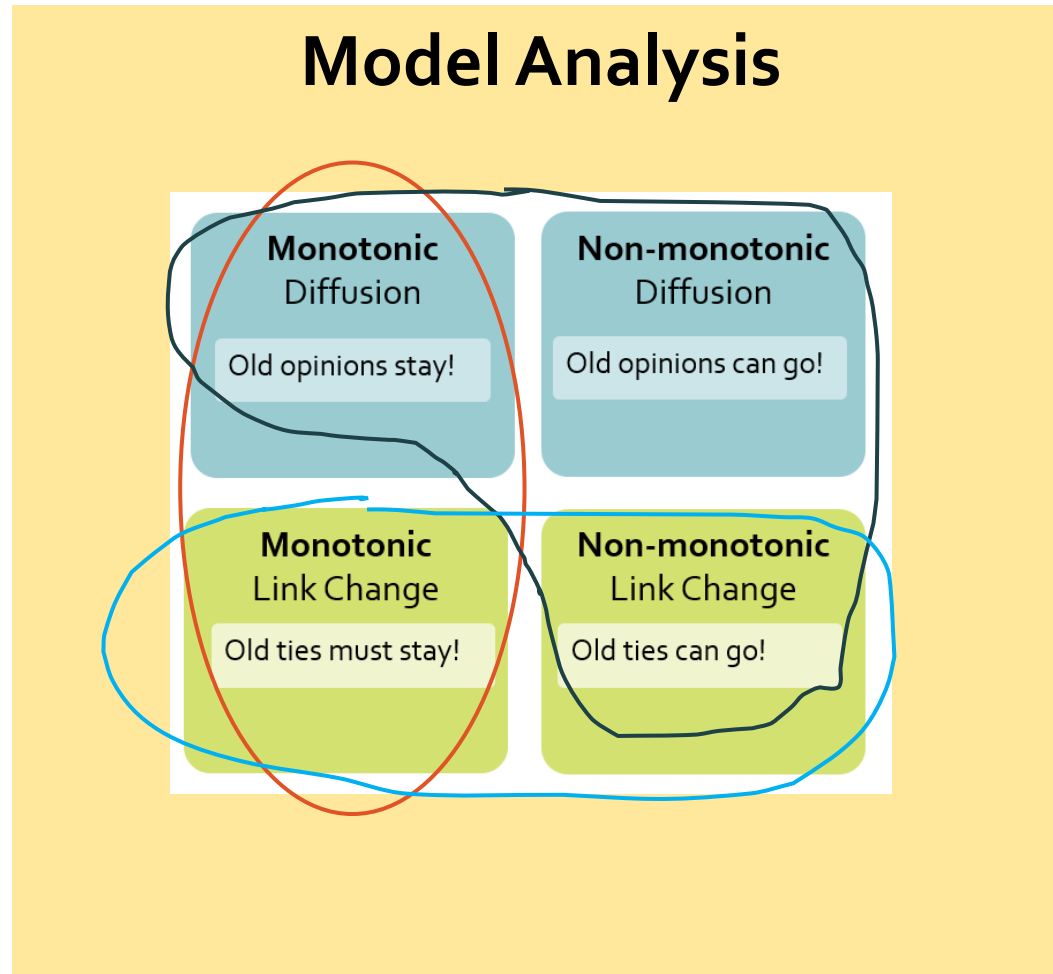 Model Analysis
Monotonic
Diffusion
Old opinions stay!
Non-monotonic
Diffusion
Old opinions can go!
Monotonic
Link Change
Old ties must stay!
Non-monotonic
Link Change
Old ties can go!